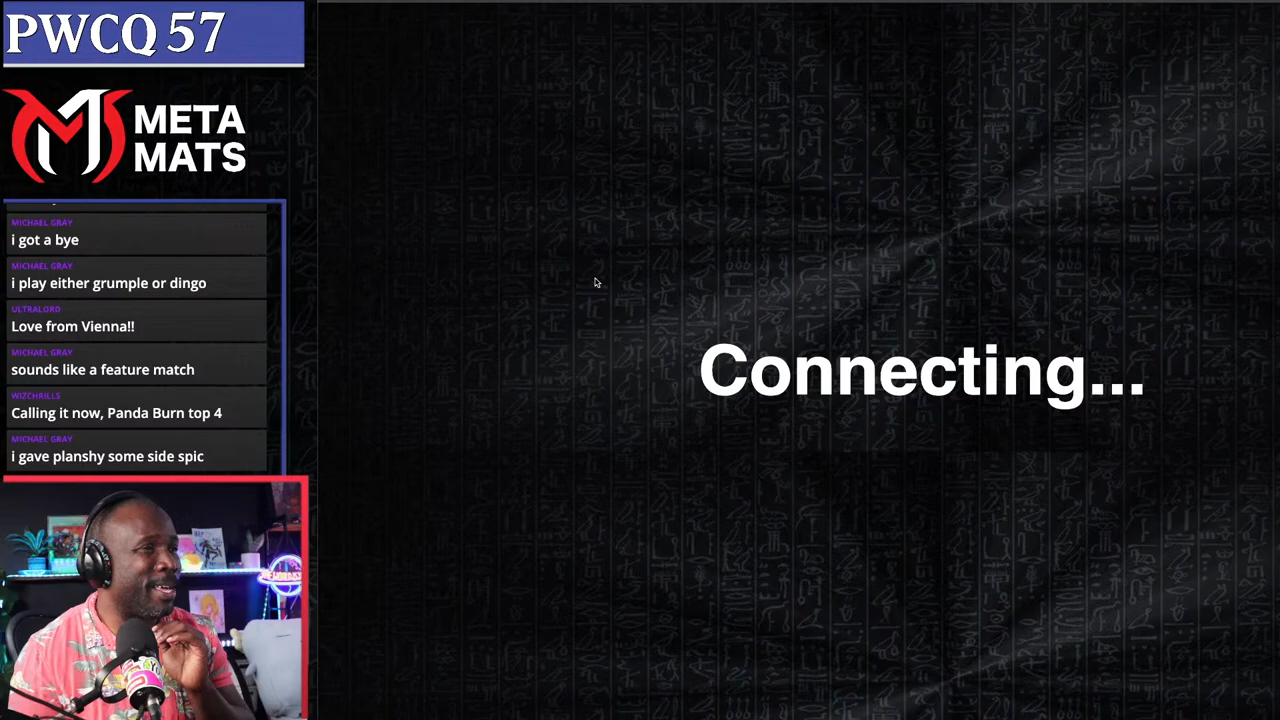 PWCQ 57
META
MATS
MICHAEL GRAY
i got a bye
MICHAEL GRAY
i play either grumple or dingo
ULTRALORD
Love from Vienna!!
MICHAEL GRAY
sounds like a feature match
WIZCHRILLS
Calling it now, Panda Burn top 4
MICHAEL GRAY
i gave planshy some side spic
Connecting...